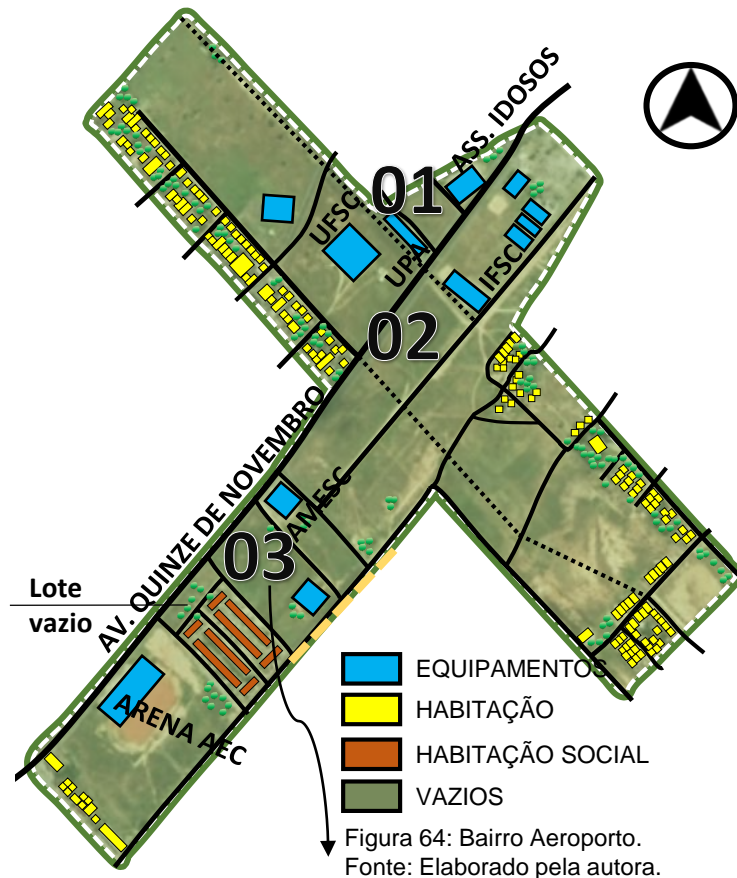 ASS. IDOSOS
01
UFSC
UPA
IFSC
02
AV. QUINZE DE NOVEMBRO
AMESC
03
Lote
vazio
ARENA AEC
EQUIPAMENTOS
HABITAÇÃO
HABITAÇÃO SOCIAL
VAZIOS
Figura 64: Bairro Aeroporto.
Fonte: Elaborado pela autora.